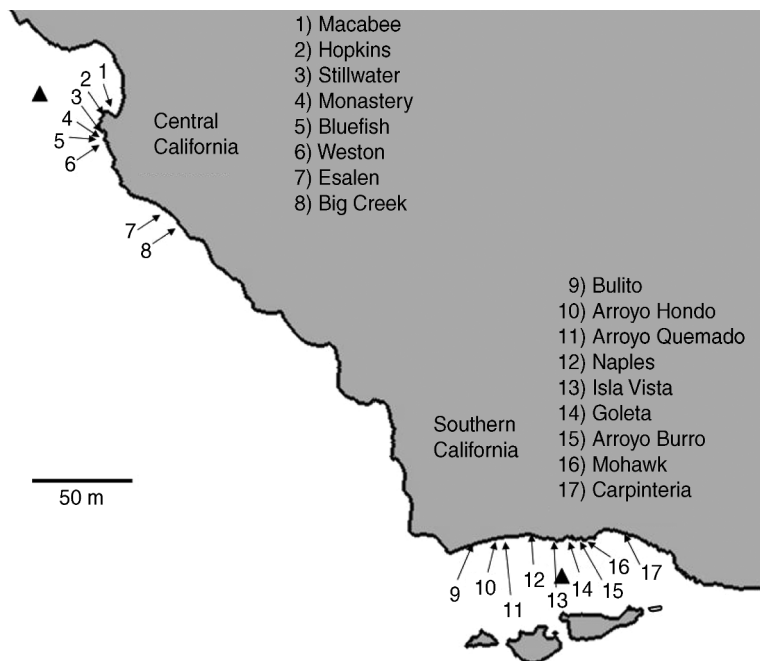 1) Macabee
2) Hopkins
3) Stillwater
4) Monastery
5) Bluefish
6) Weston
7) Esalen
8) Big Creek
Central
California
1
2
3
4
5
6
7
8
9) Bulito
10) Arroyo Hondo
11) Arroyo Quemado
12) Naples
13) Isla Vista
14) Goleta
15) Arroyo Burro
16) Mohawk
17) Carpinteria
Southern
California
50 m
9
10
11
12
13
14
15
16
17